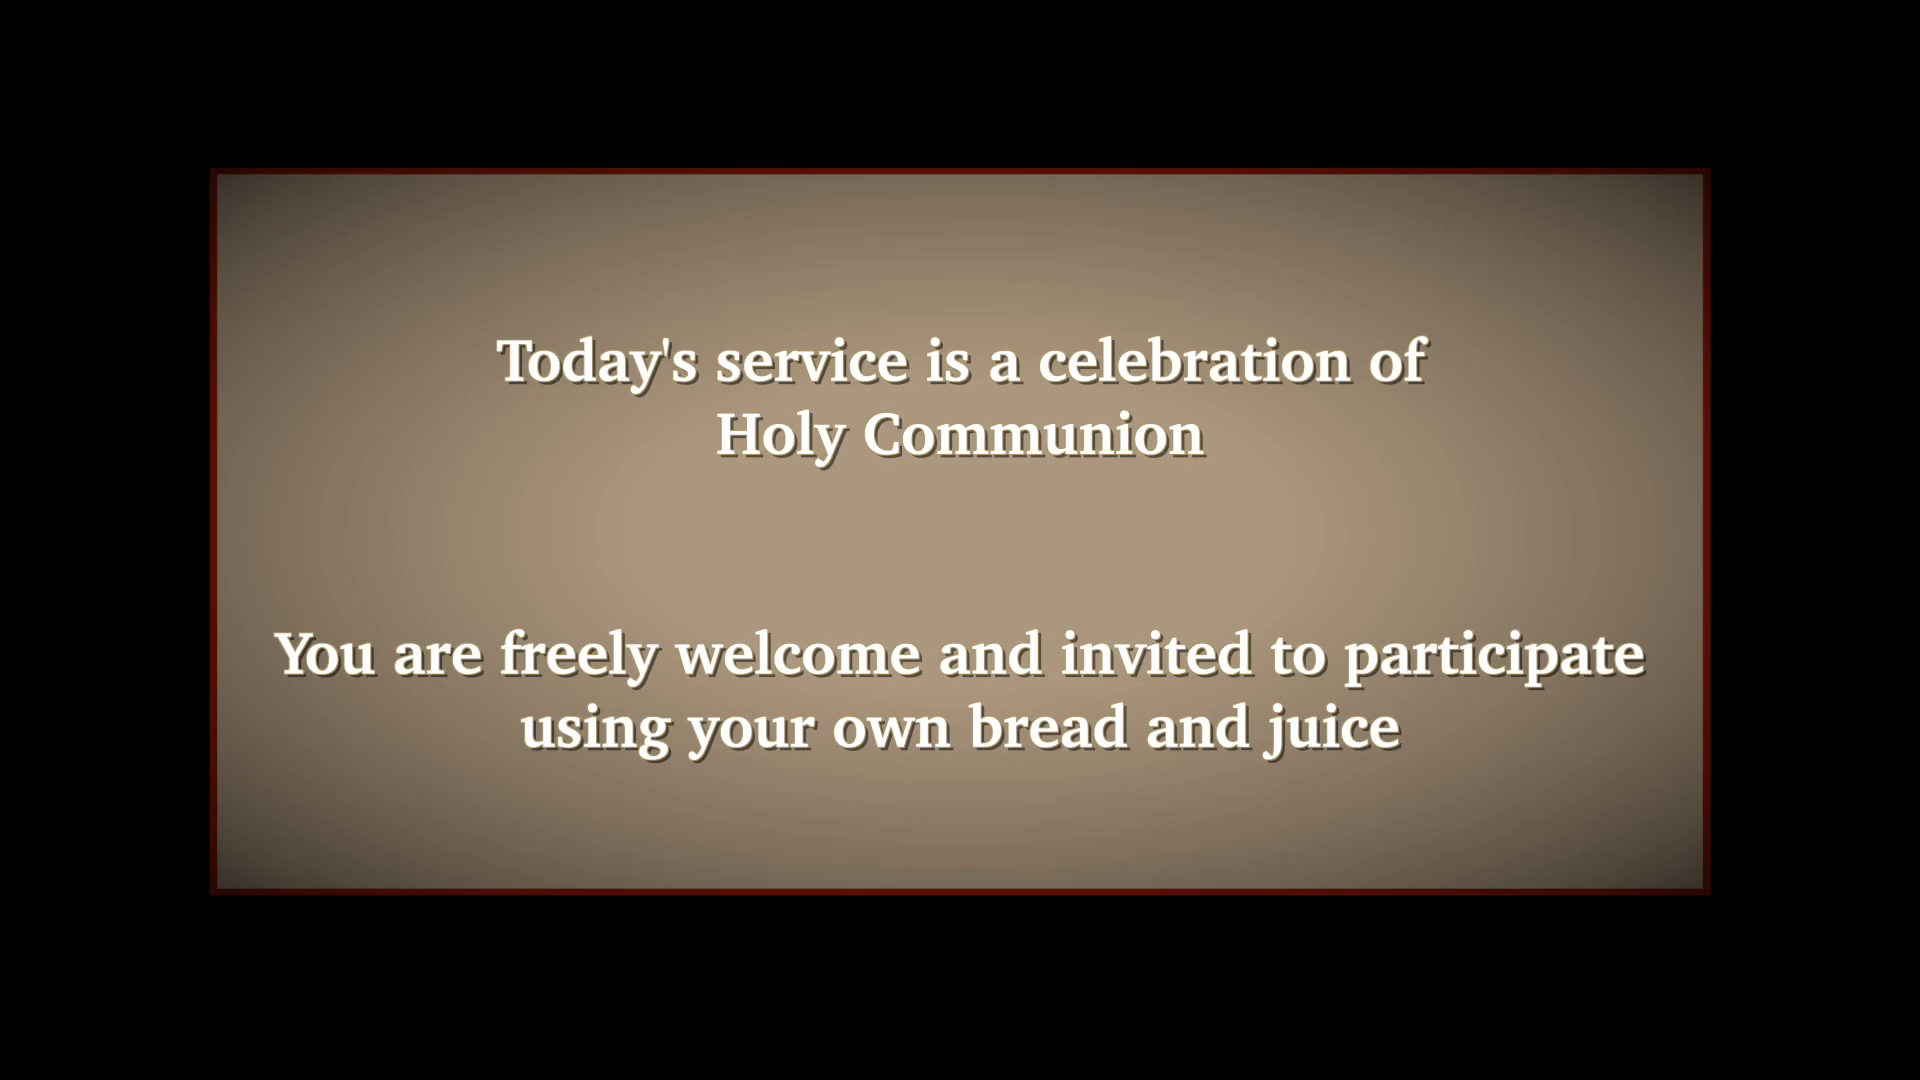 Today's service is a celebration of
Holy Communion
You are freely welcome and invited to participate
using your own bread and juice